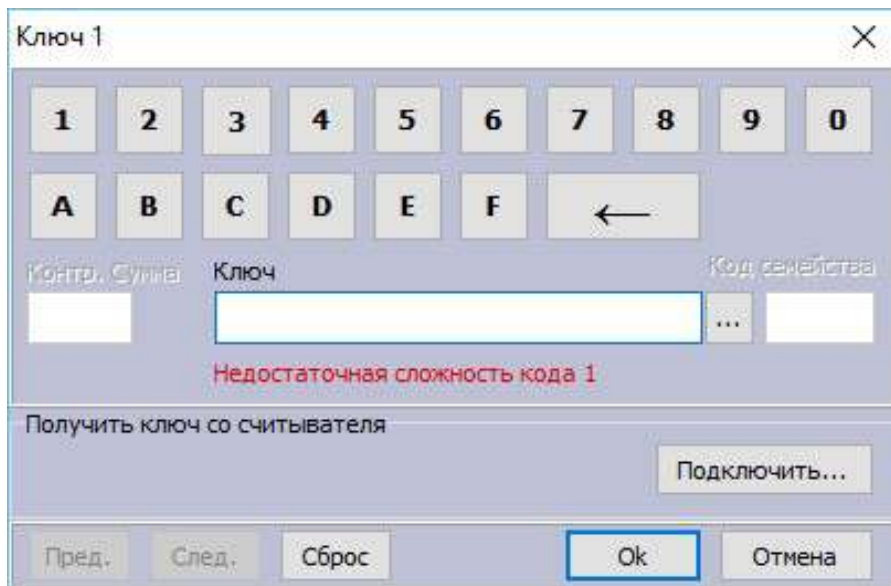 Ключ 1
1 2 3 4 5 6 7 8 9 0
A B C D E F ←
Контр. Сумма Ключ Код семейства
...
Недостаточная сложность кода 1
Получить ключ со считывателя
Подключить...
Пред. След. Сброс Ok Отмена